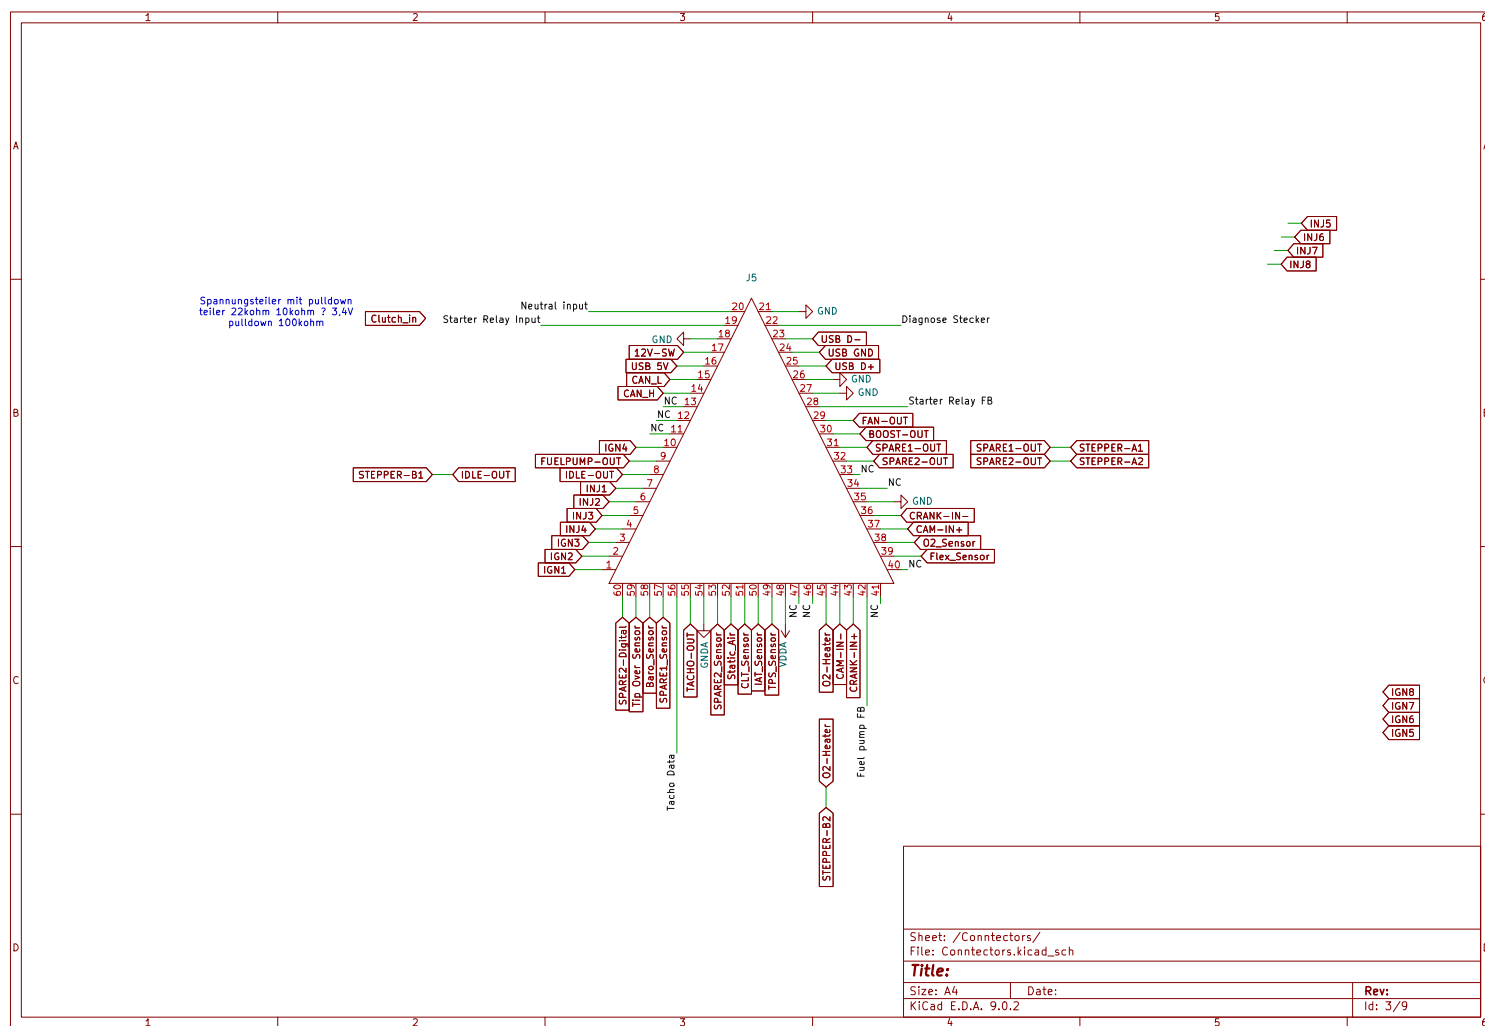 1 2 3 4 5 6
A
B
C
D
J5
Spannungsteiler mit pulldown
teiler 22kohm 10kohm ? 3.4V
pulldown 100kohm
Clutch_in
Neutral input 20
Starter Relay Input 19
GND 18
12V-SW 17
USB 5V 16
CAN_L 15
CAN_H 14
NC 13
NC 12
NC 11
IGN4 10
FUELPUMP-OUT 9
IDLE-OUT 8
INJ1 7
INJ2 6
INJ3 5
INJ4 4
IGN3 3
IGN2 2
IGN1 1
STEPPER-B1 IDLE-OUT
21 GND
22 Diagnose Stecker
23 USB D-
24 USB GND
25 USB D+
26 GND
27 GND
28 Starter Relay FB
29 FAN-OUT
30 BOOST-OUT
31 SPARE1-OUT
32 SPARE2-OUT
33 NC
34 NC
35 GND
36 CRANK-IN-
37 CAM-IN+
38 O2_Sensor
39 Flex_Sensor
40 NC
SPARE1-OUT STEPPER-A1
SPARE2-OUT STEPPER-A2
INJ5
INJ6
INJ7
INJ8
60 SPARE2-Digital
59 Tip Over Sensor
58 Baro_Sensor
57 SPARE1_Sensor
56 Tacho Data
55 TACHO-OUT
54 GNDA
53 SPARE2_Sensor
52 Static_Air
51 CLT_Sensor
50 IAT_Sensor
49 TPS_Sensor
48 VDDA
47 NC
46 NC
45 O2-Heater
44 CAM-IN-
43 CRANK-IN+
42 Fuel pump FB
41 NC
O2-Heater
STEPPER-B2
IGN8
IGN7
IGN6
IGN5
Sheet: /Conntectors/
File: Conntectors.kicad_sch
Title:
Size: A4 Date: Rev:
KiCad E.D.A. 9.0.2 Id: 3/9
1 2 3 4 5 6